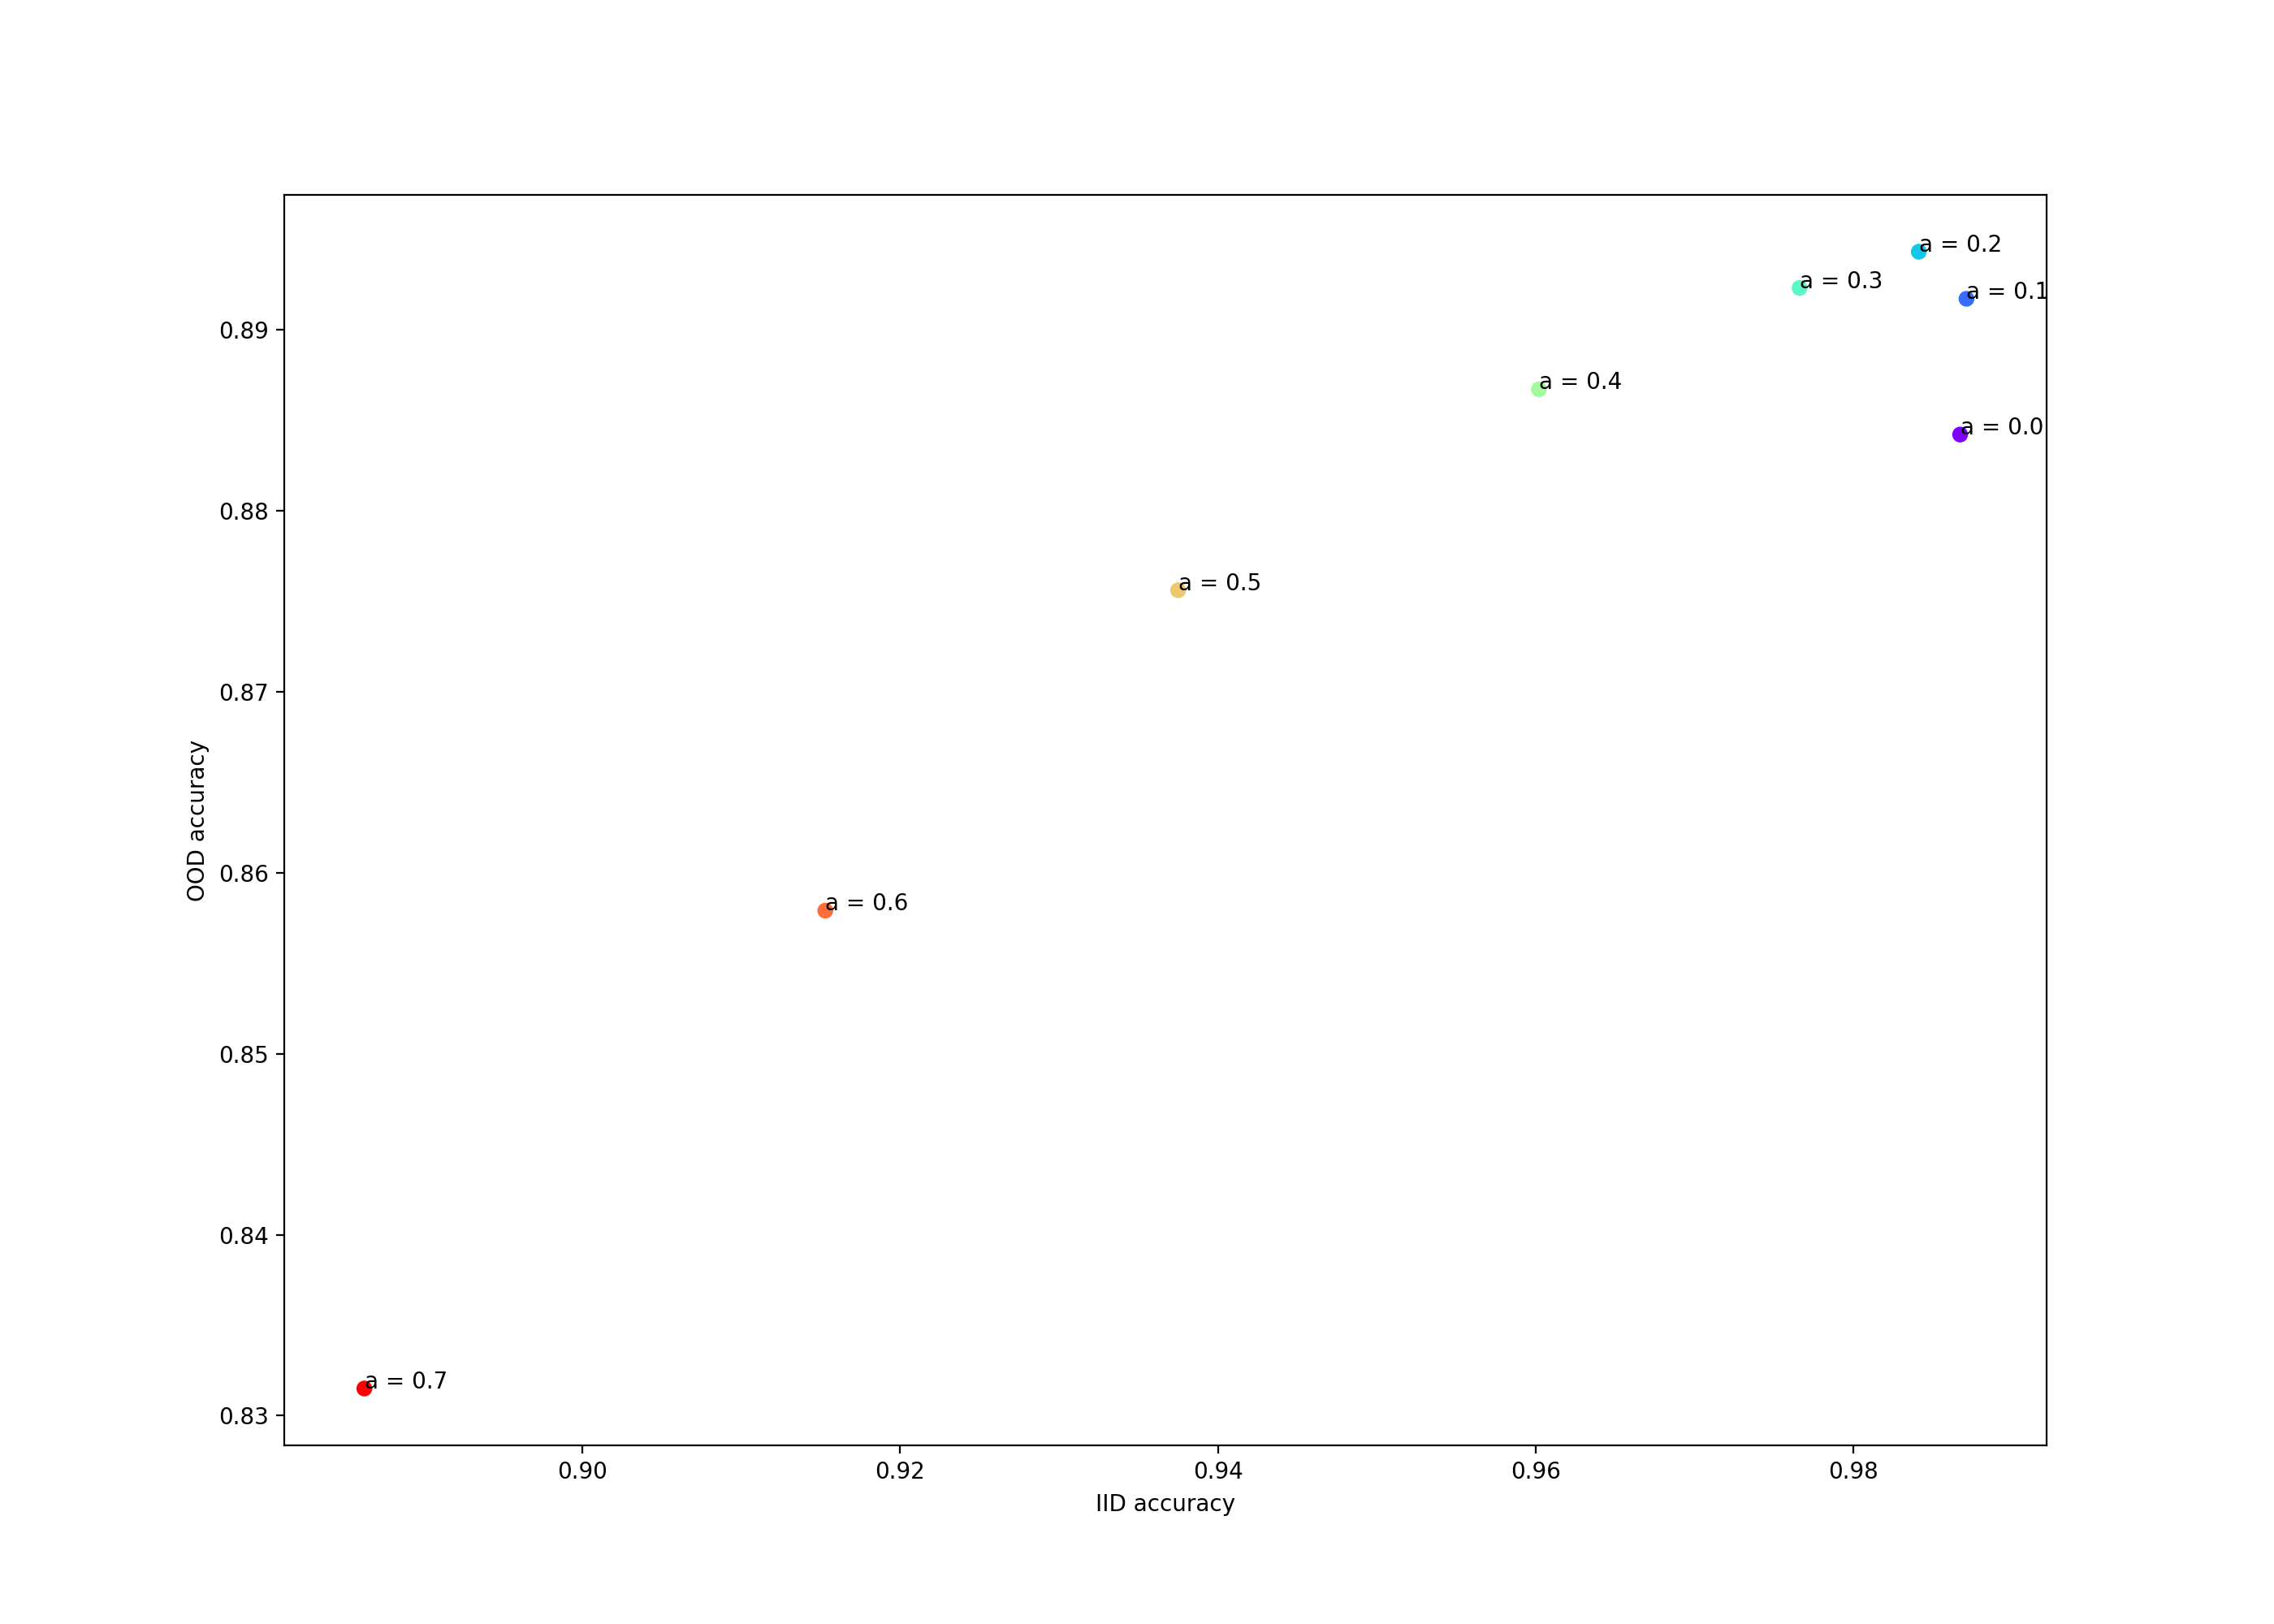 a = 0.2
a = 0.3
a = 0.1
a = 0.4
a = 0.0
a = 0.5
a = 0.6
a = 0.7
0.89
0.88
0.87
0.86
0.85
0.84
0.83
OOD accuracy
0.90 0.92 0.94 0.96 0.98
IID accuracy